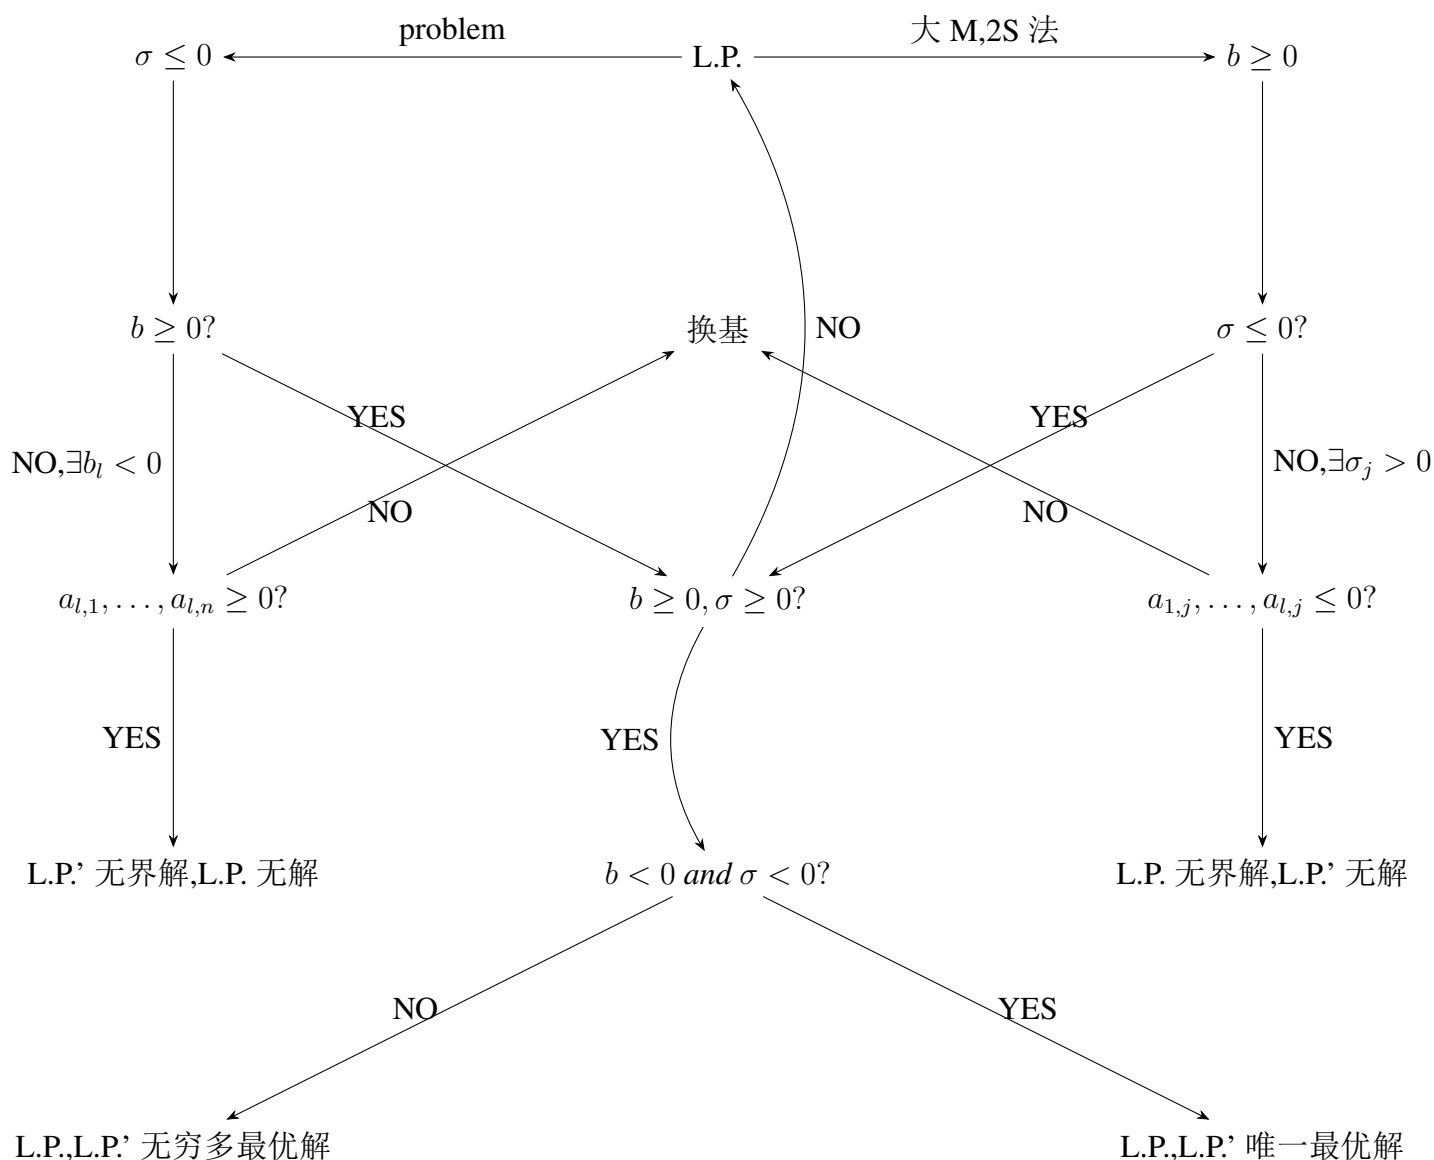 problem
大 M,2S 法
σ ≤ 0
L.P.
b ≥ 0
b ≥ 0?
换基
NO
σ ≤ 0?
YES
YES
NO,∃b_l < 0
NO,∃σ_j > 0
NO
NO
a_{l,1}, . . . , a_{l,n} ≥ 0?
b ≥ 0, σ ≥ 0?
a_{1,j}, . . . , a_{l,j} ≤ 0?
YES
YES
YES
L.P.’ 无界解,L.P. 无解
b < 0 and σ < 0?
L.P. 无界解,L.P.’ 无解
NO
YES
L.P.,L.P.’ 无穷多最优解
L.P.,L.P.’ 唯一最优解